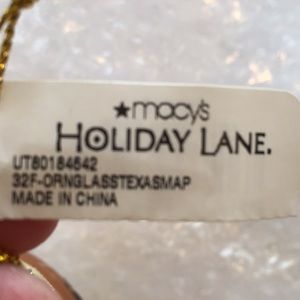 ★macy's
HOLIDAY LANE.
UT80184642
32F-ORNGLASSTEXASMAP
MADE IN CHINA